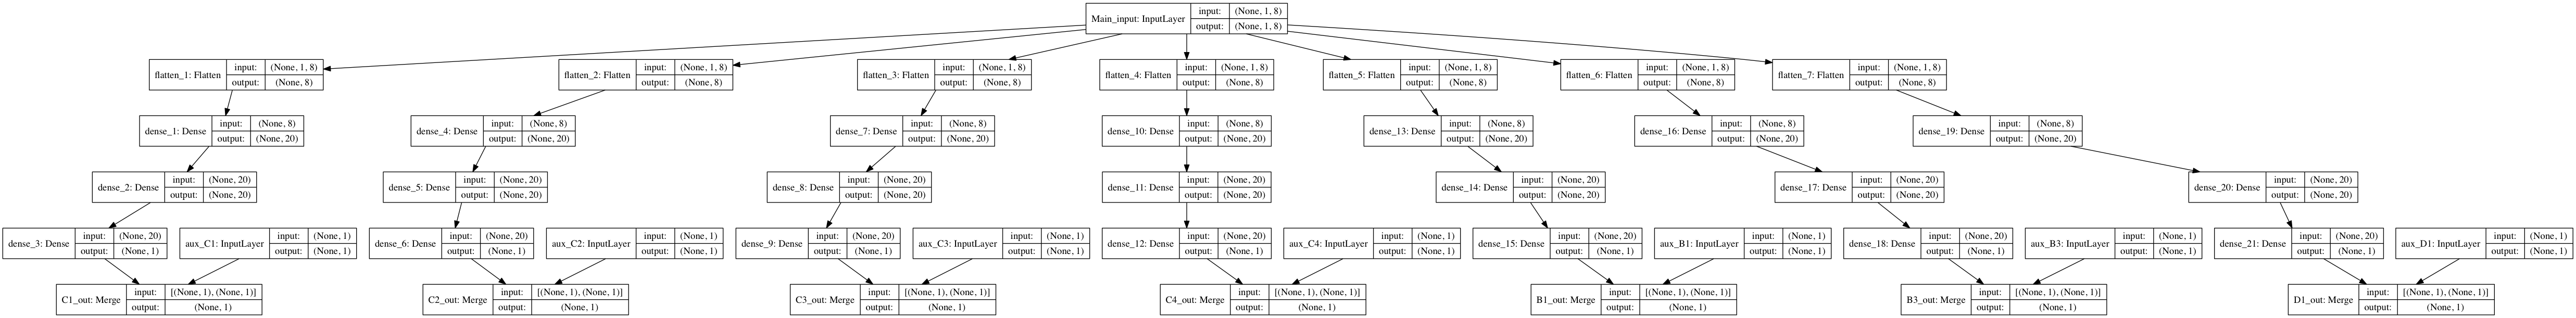 Main_input: InputLayer input: (None, 1, 8)
output: (None, 1, 8)
flatten_1: Flatten input: (None, 1, 8)
output: (None, 8)
flatten_2: Flatten input: (None, 1, 8)
output: (None, 8)
flatten_3: Flatten input: (None, 1, 8)
output: (None, 8)
flatten_4: Flatten input: (None, 1, 8)
output: (None, 8)
flatten_5: Flatten input: (None, 1, 8)
output: (None, 8)
flatten_6: Flatten input: (None, 1, 8)
output: (None, 8)
flatten_7: Flatten input: (None, 1, 8)
output: (None, 8)
dense_1: Dense input: (None, 8)
output: (None, 20)
dense_4: Dense input: (None, 8)
output: (None, 20)
dense_7: Dense input: (None, 8)
output: (None, 20)
dense_10: Dense input: (None, 8)
output: (None, 20)
dense_13: Dense input: (None, 8)
output: (None, 20)
dense_16: Dense input: (None, 8)
output: (None, 20)
dense_19: Dense input: (None, 8)
output: (None, 20)
dense_2: Dense input: (None, 20)
output: (None, 20)
dense_5: Dense input: (None, 20)
output: (None, 20)
dense_8: Dense input: (None, 20)
output: (None, 20)
dense_11: Dense input: (None, 20)
output: (None, 20)
dense_14: Dense input: (None, 20)
output: (None, 20)
dense_17: Dense input: (None, 20)
output: (None, 20)
dense_20: Dense input: (None, 20)
output: (None, 20)
dense_3: Dense input: (None, 20)
output: (None, 1)
aux_C1: InputLayer input: (None, 1)
output: (None, 1)
dense_6: Dense input: (None, 20)
output: (None, 1)
aux_C2: InputLayer input: (None, 1)
output: (None, 1)
dense_9: Dense input: (None, 20)
output: (None, 1)
aux_C3: InputLayer input: (None, 1)
output: (None, 1)
dense_12: Dense input: (None, 20)
output: (None, 1)
aux_C4: InputLayer input: (None, 1)
output: (None, 1)
dense_15: Dense input: (None, 20)
output: (None, 1)
aux_B1: InputLayer input: (None, 1)
output: (None, 1)
dense_18: Dense input: (None, 20)
output: (None, 1)
aux_B3: InputLayer input: (None, 1)
output: (None, 1)
dense_21: Dense input: (None, 20)
output: (None, 1)
aux_D1: InputLayer input: (None, 1)
output: (None, 1)
C1_out: Merge input: [(None, 1), (None, 1)]
output: (None, 1)
C2_out: Merge input: [(None, 1), (None, 1)]
output: (None, 1)
C3_out: Merge input: [(None, 1), (None, 1)]
output: (None, 1)
C4_out: Merge input: [(None, 1), (None, 1)]
output: (None, 1)
B1_out: Merge input: [(None, 1), (None, 1)]
output: (None, 1)
B3_out: Merge input: [(None, 1), (None, 1)]
output: (None, 1)
D1_out: Merge input: [(None, 1), (None, 1)]
output: (None, 1)